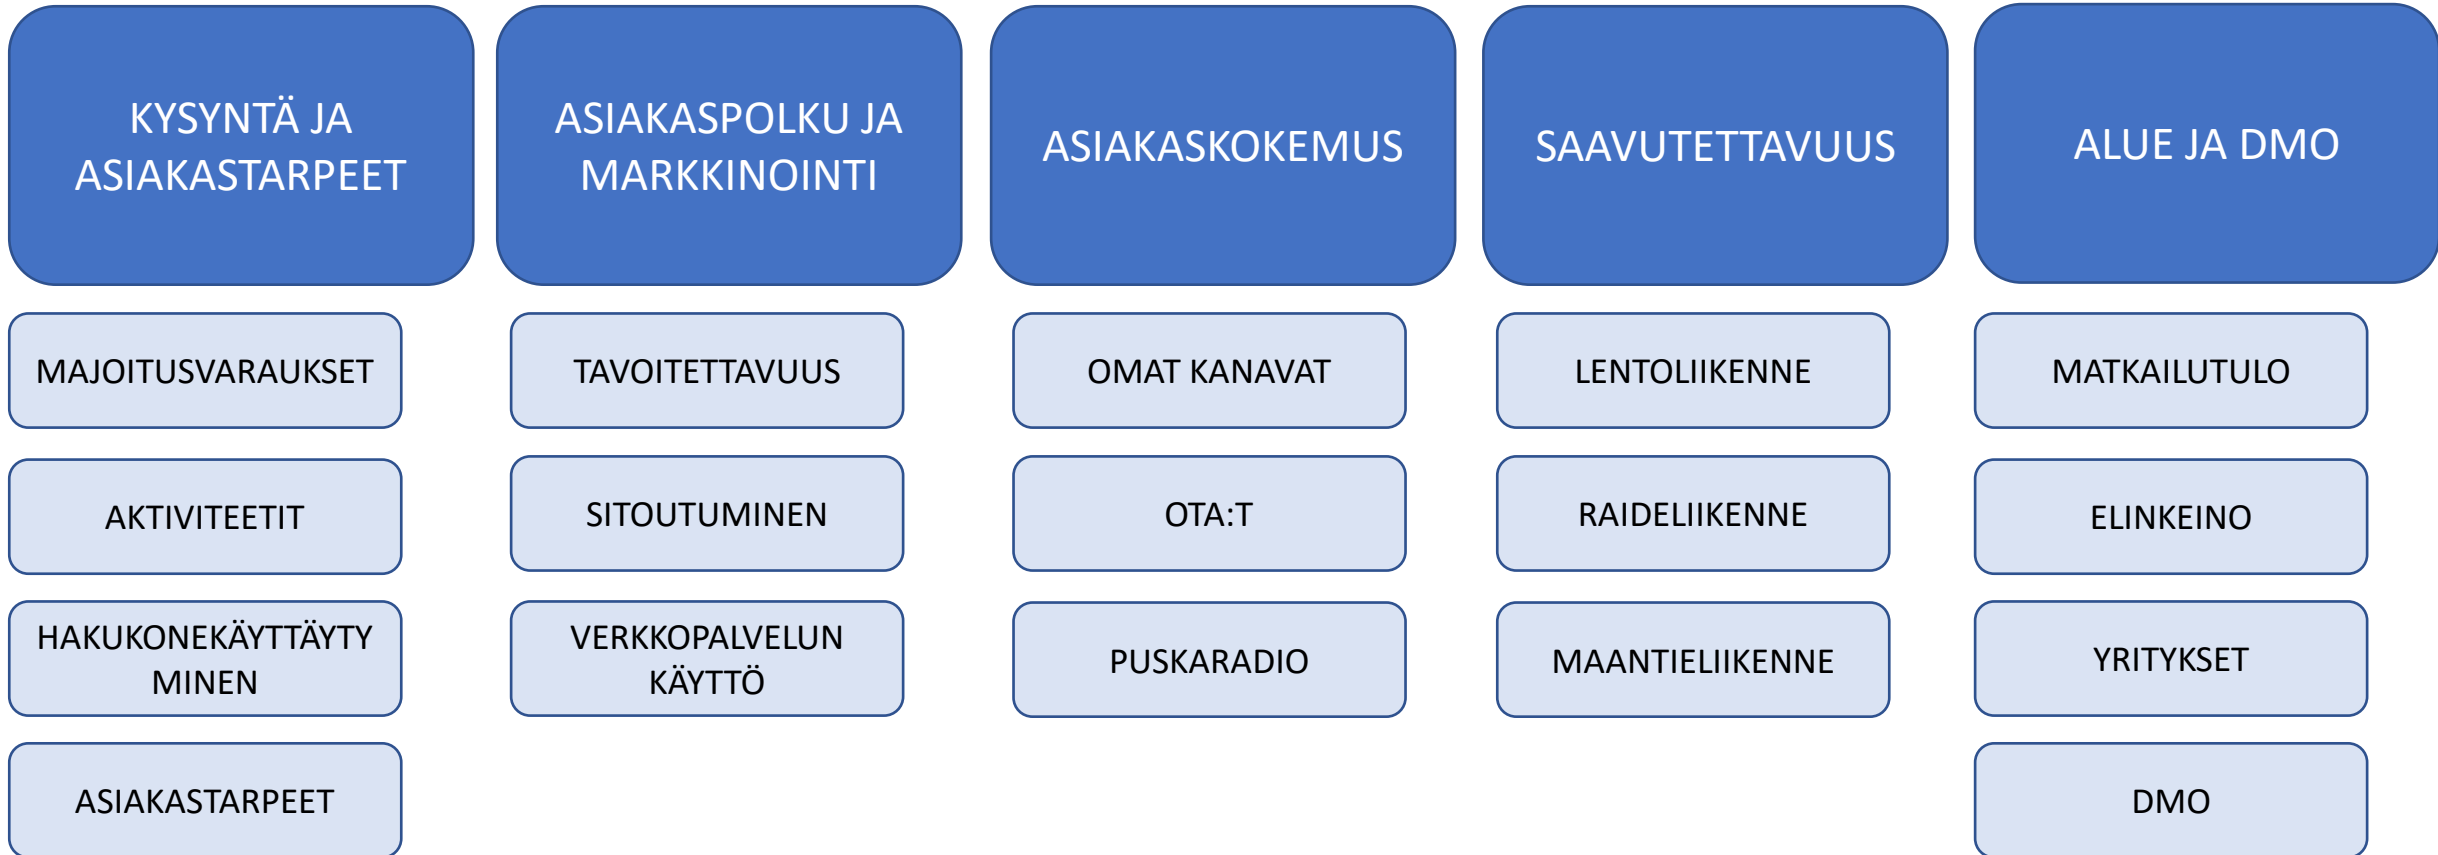 KYSYNTÄ JA
ASIAKASTARPEET
ASIAKASPOLKU JA
MARKKINOINTI
ASIAKASKOKEMUS
SAAVUTETTAVUUS
ALUE JA DMO
MAJOITUSVARAUKSET
TAVOITETTAVUUS
OMAT KANAVAT
LENTOLIIKENNE
MATKAILUTULO
AKTIVITEETIT
SITOUTUMINEN
OTA:T
RAIDELIIKENNE
ELINKEINO
HAKUKONEKÄYTTÄYTY
MINEN
VERKKOPALVELUN
KÄYTTÖ
PUSKARADIO
MAANTIELIIKENNE
YRITYKSET
ASIAKASTARPEET
DMO